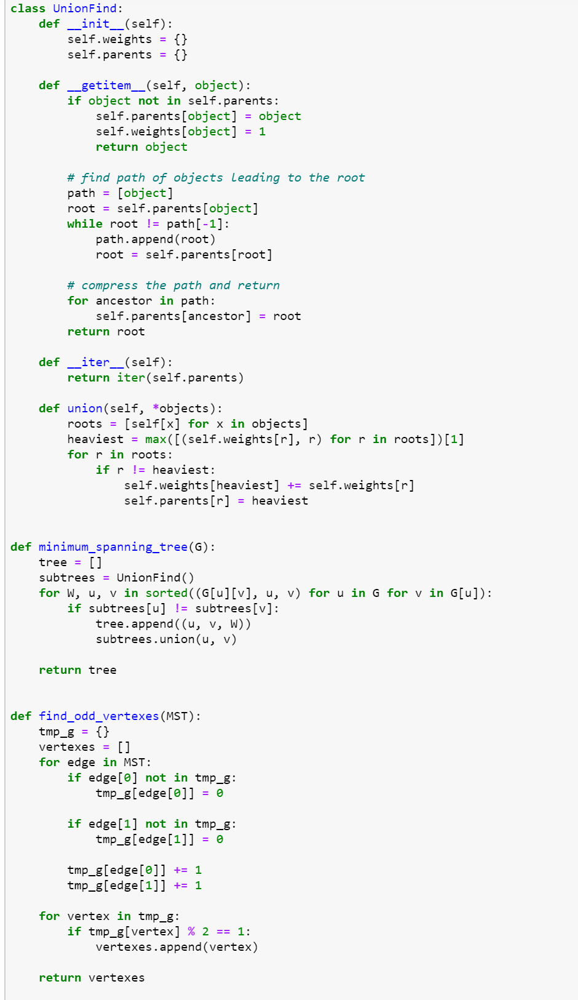 class UnionFind:
    def __init__(self):
        self.weights = {}
        self.parents = {}

    def __getitem__(self, object):
        if object not in self.parents:
            self.parents[object] = object
            self.weights[object] = 1
            return object

        # find path of objects leading to the root
        path = [object]
        root = self.parents[object]
        while root != path[-1]:
            path.append(root)
            root = self.parents[root]

        # compress the path and return
        for ancestor in path:
            self.parents[ancestor] = root
        return root

    def __iter__(self):
        return iter(self.parents)

    def union(self, *objects):
        roots = [self[x] for x in objects]
        heaviest = max([(self.weights[r], r) for r in roots])[1]
        for r in roots:
            if r != heaviest:
                self.weights[heaviest] += self.weights[r]
                self.parents[r] = heaviest


def minimum_spanning_tree(G):
    tree = []
    subtrees = UnionFind()
    for W, u, v in sorted((G[u][v], u, v) for u in G for v in G[u]):
        if subtrees[u] != subtrees[v]:
            tree.append((u, v, W))
            subtrees.union(u, v)

    return tree


def find_odd_vertexes(MST):
    tmp_g = {}
    vertexes = []
    for edge in MST:
        if edge[0] not in tmp_g:
            tmp_g[edge[0]] = 0

        if edge[1] not in tmp_g:
            tmp_g[edge[1]] = 0

        tmp_g[edge[0]] += 1
        tmp_g[edge[1]] += 1

    for vertex in tmp_g:
        if tmp_g[vertex] % 2 == 1:
            vertexes.append(vertex)

    return vertexes